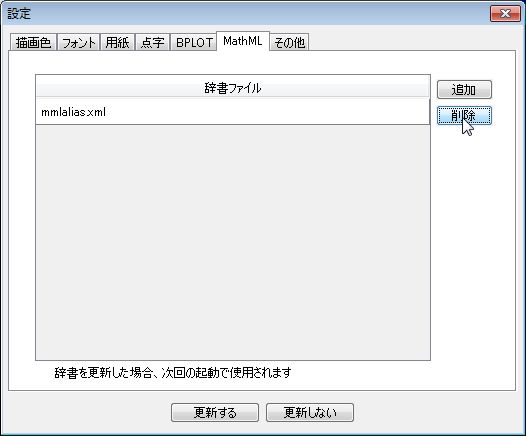 設定
描画色 フォント 用紙 点字 BPLOT MathML その他
辞書ファイル
追加
mmlalias.xml
削除
辞書を更新した場合、次回の起動で使用されます
更新する 更新しない